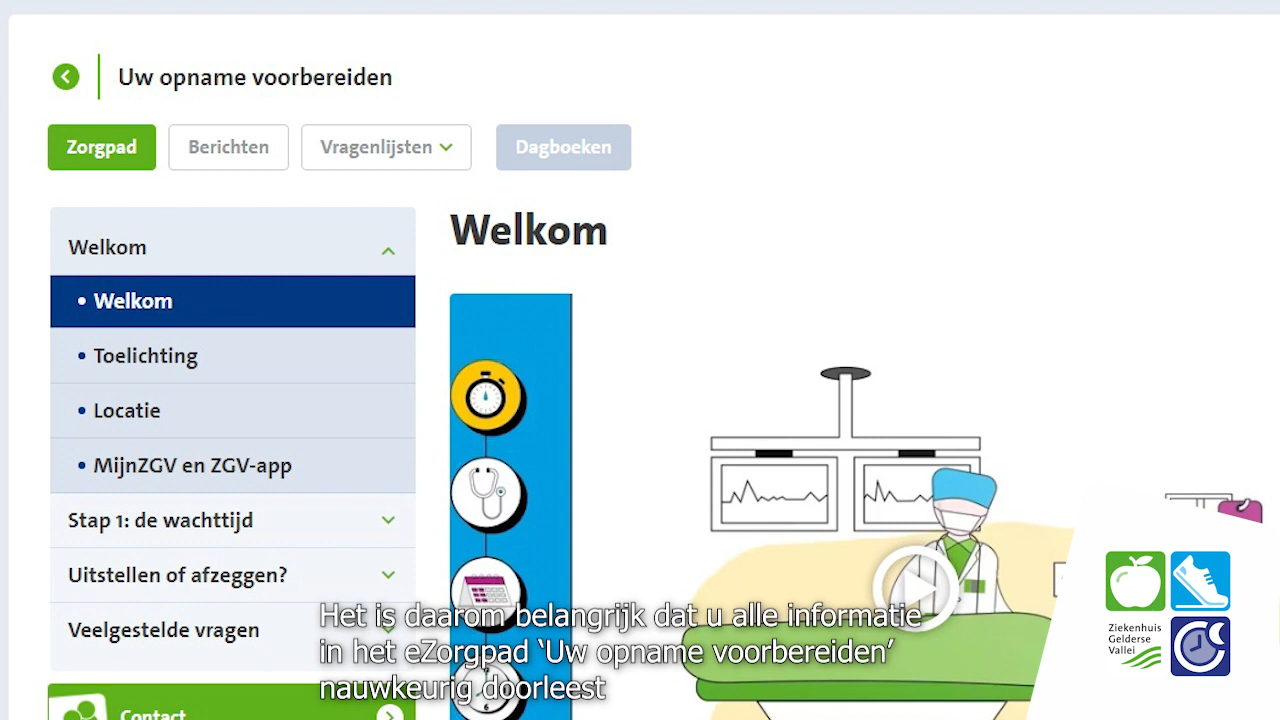 Uw opname voorbereiden
Zorgpad
Berichten
Vragenlijsten
Dagboeken
Welkom
• Welkom
• Toelichting
• Locatie
• MijnZGV en ZGV-app
Stap 1: de wachttijd
Uitstellen of afzeggen?
Veelgestelde vragen
Contact
Welkom
6
Het is daarom belangrijk dat u alle informatie
in het eZorgpad ‘Uw opname voorbereiden’
nauwkeurig doorleest
Ziekenhuis
Gelderse
Vallei